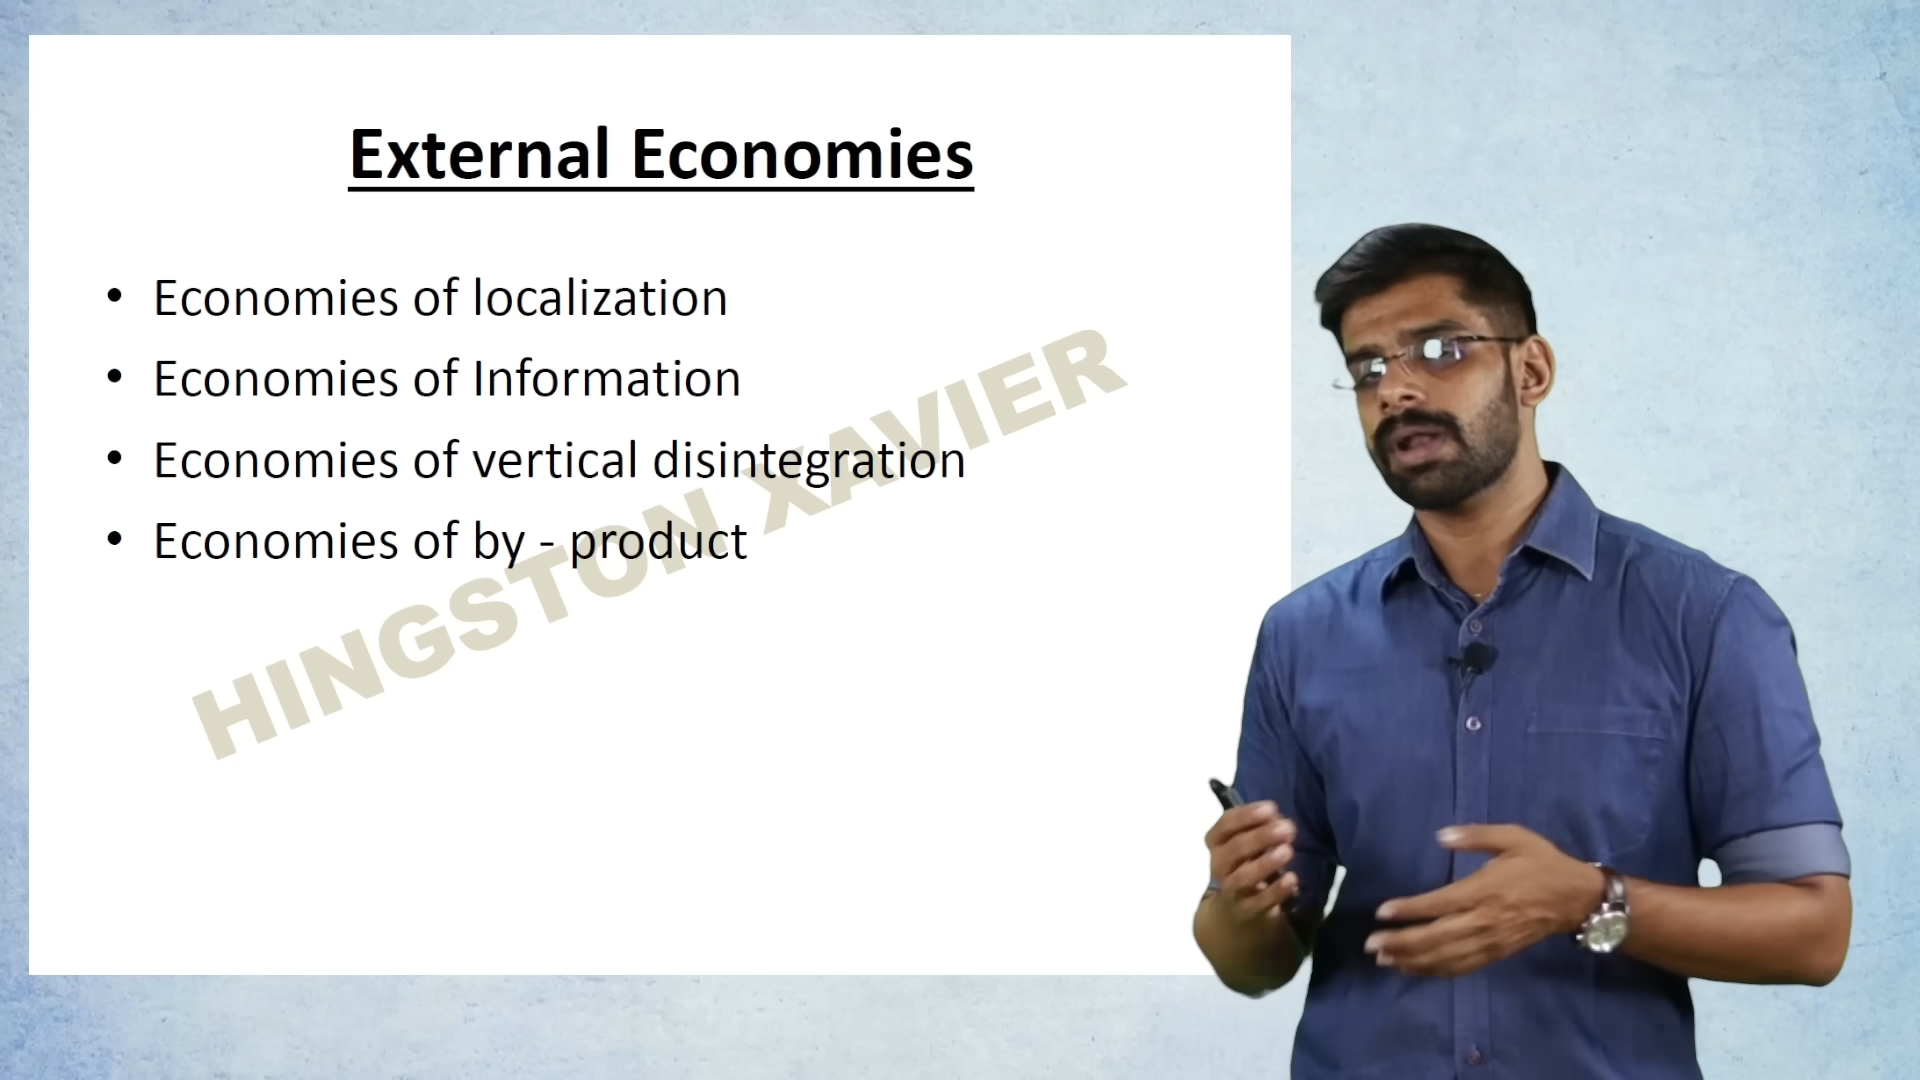 External Economies
• Economies of localization
• Economies of Information
• Economies of vertical disintegration
• Economies of by - product
HINGSTON XAVIER